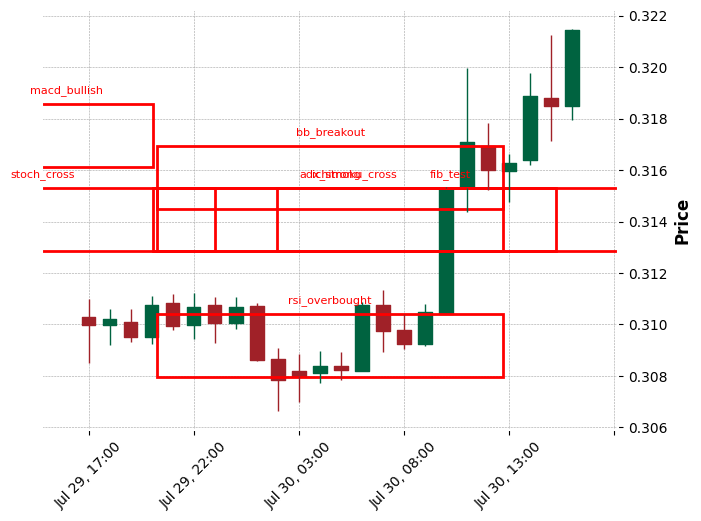 0.322
0.320
macd_bullish
0.318
bb_breakout
0.316
stoch_cross
ichimoku_cross
fib_test
0.314
Price
0.312
rsi_overbought
0.310
0.308
0.306
Jul 29, 17:00
Jul 29, 22:00
Jul 30, 03:00
Jul 30, 08:00
Jul 30, 13:00